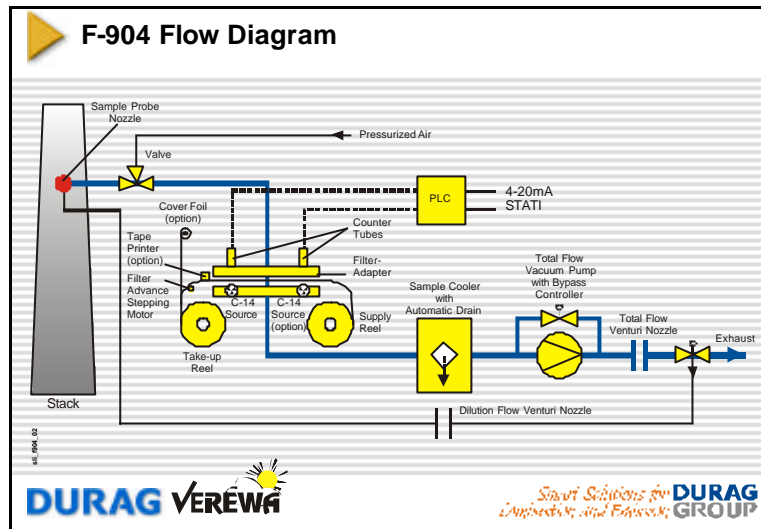 F-904 Flow Diagram
Sample Probe
Nozzle
Pressurized Air
Valve
PLC
4-20mA
STATI
Cover Foil
(option)
Counter
Tubes
Tape
Printer
(option)
Filter-
Adapter
Filter
Advance
Stepping
Motor
C-14
Source
C-14
Source
(option)
Supply
Reel
Take-up
Reel
Sample Cooler
with
Automatic Drain
Total Flow
Vacuum Pump
with Bypass
Controller
Total Flow
Venturi Nozzle
Exhaust
Stack
Dilution Flow Venturi Nozzle
sli_f904_02
DURAG VEREWA
Smart Solutions for DURAG
Combustion and Environment GROUP